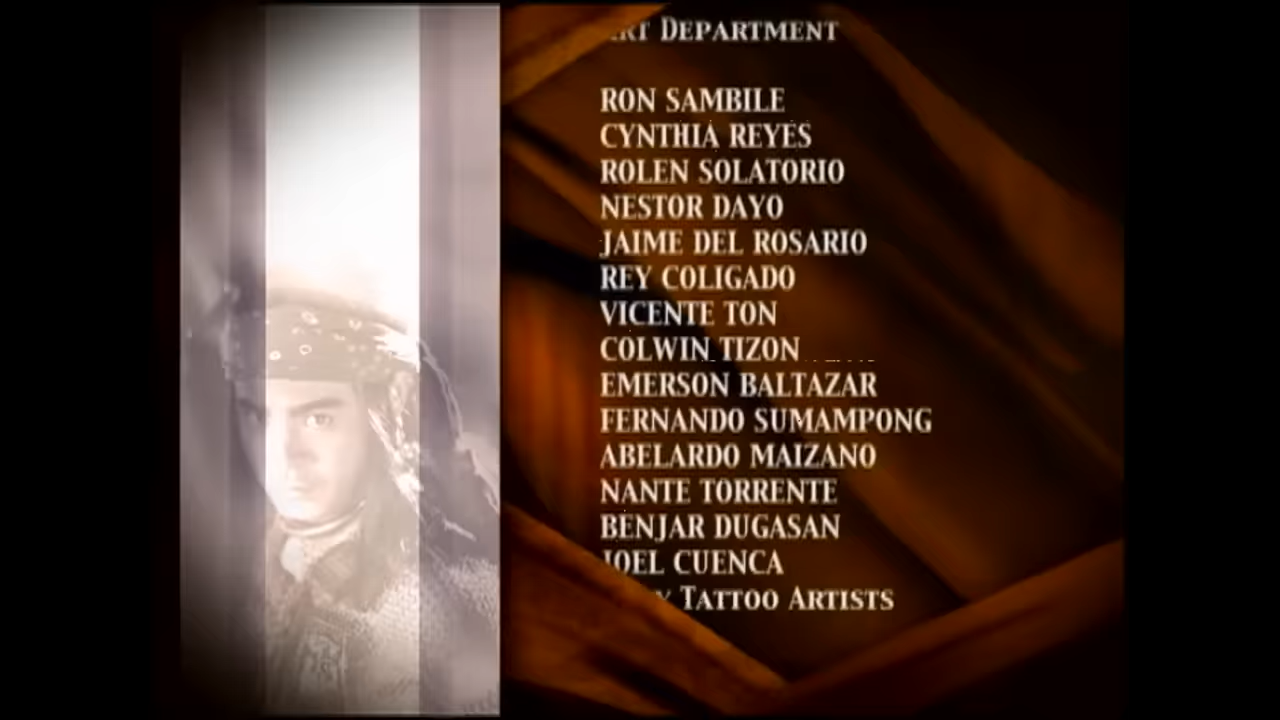 ART DEPARTMENT
RON SAMBILE
CYNTHIA REYES
ROLEN SOLATORIO
NESTOR DAYO
JAIME DEL ROSARIO
REY COLIGADO
VICENTE TON
COLWIN TIZON
EMERSON BALTAZAR
FERNANDO SUMAMPONG
ABELARDO MAIZANO
NANTE TORRENTE
BENJAR DUGASAN
JOEL CUENCA
TATTOO ARTISTS